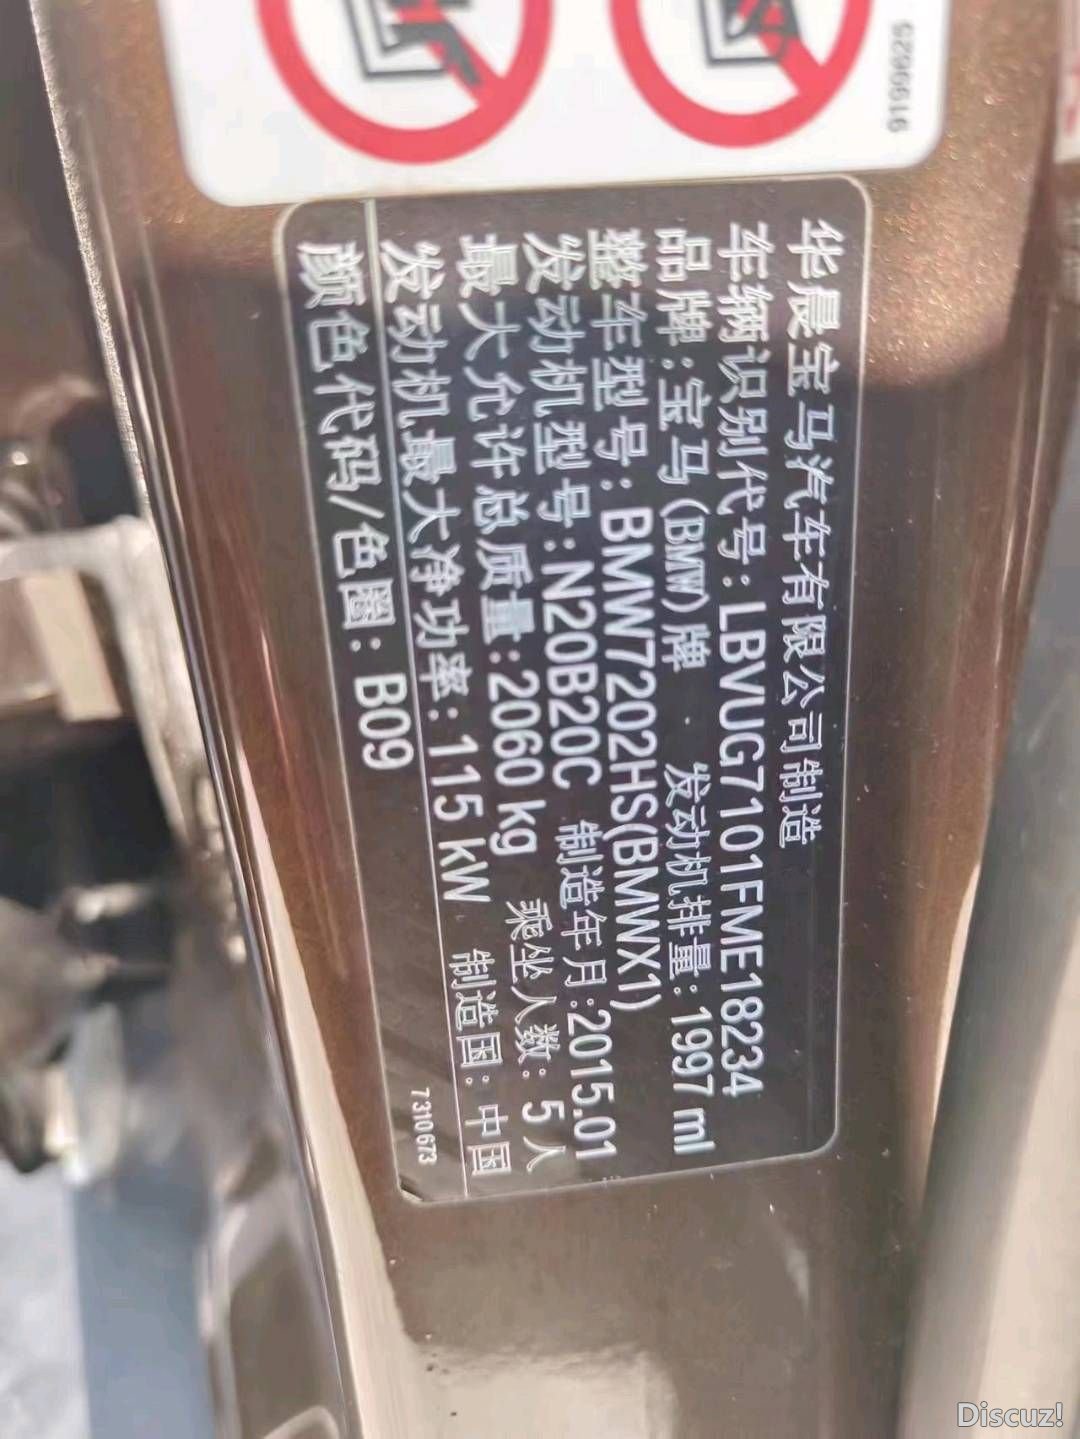 9199625
华晨宝马汽车有限公司制造
车辆识别代号:LBVUG7101FME18234
品牌:宝马(BMW)牌 发动机排量:1997 ml
整车型号:BMW7202HS(BMWX1)
发动机型号:N20B20C 制造年月:2015.01
最大允许总质量:2060 kg 乘坐人数:5人
发动机最大净功率:115 kW 制造国:中国
颜色代码/色圖: B09
7310673
Discuz!